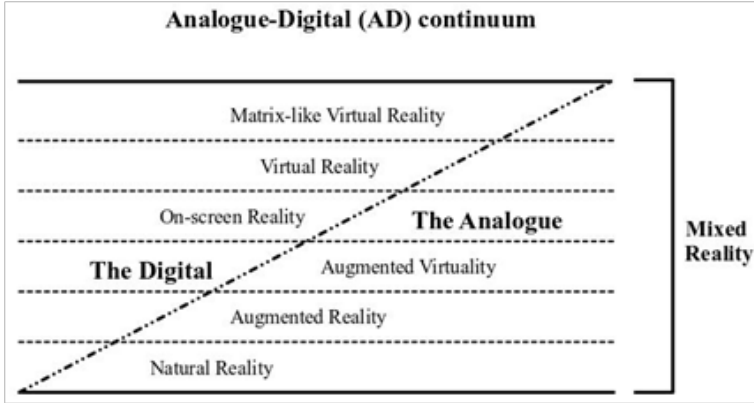 Analogue-Digital (AD) continuum
Matrix-like Virtual Reality
Virtual Reality
On-screen Reality
The Analogue
Mixed
Reality
The Digital
Augmented Virtuality
Augmented Reality
Natural Reality